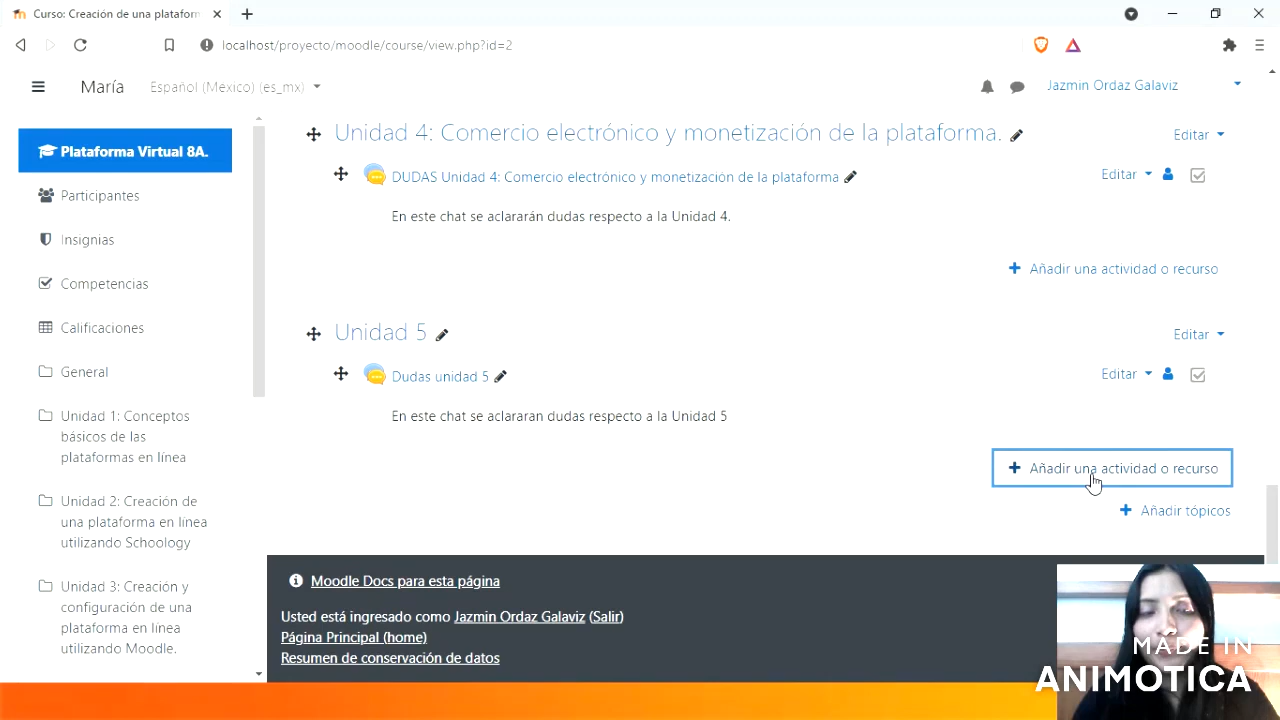 Curso: Creación de una plataform
localhost/proyecto/moodle/course/view.php?id=2
María
Español (México) (es_mx)
Jazmin Ordaz Galaviz
Plataforma Virtual 8A.
Participantes
Insignias
Competencias
Calificaciones
General
Unidad 1: Conceptos
básicos de las
plataformas en línea
Unidad 2: Creación de
una plataforma en línea
utilizando Schoology
Unidad 3: Creación y
configuración de una
plataforma en línea
utilizando Moodle.
Unidad 4: Comercio electrónico y monetización de la plataforma.
Editar
DUDAS Unidad 4: Comercio electrónico y monetización de la plataforma
Editar
En este chat se aclararán dudas respecto a la Unidad 4.
Añadir una actividad o recurso
Unidad 5
Editar
Dudas unidad 5
Editar
En este chat se aclararan dudas respecto a la Unidad 5
Añadir una actividad o recurso
Añadir tópicos
Moodle Docs para esta página
Usted está ingresado como Jazmin Ordaz Galaviz (Salir)
Página Principal (home)
Resumen de conservación de datos
MADE IN
ANIMOTICA